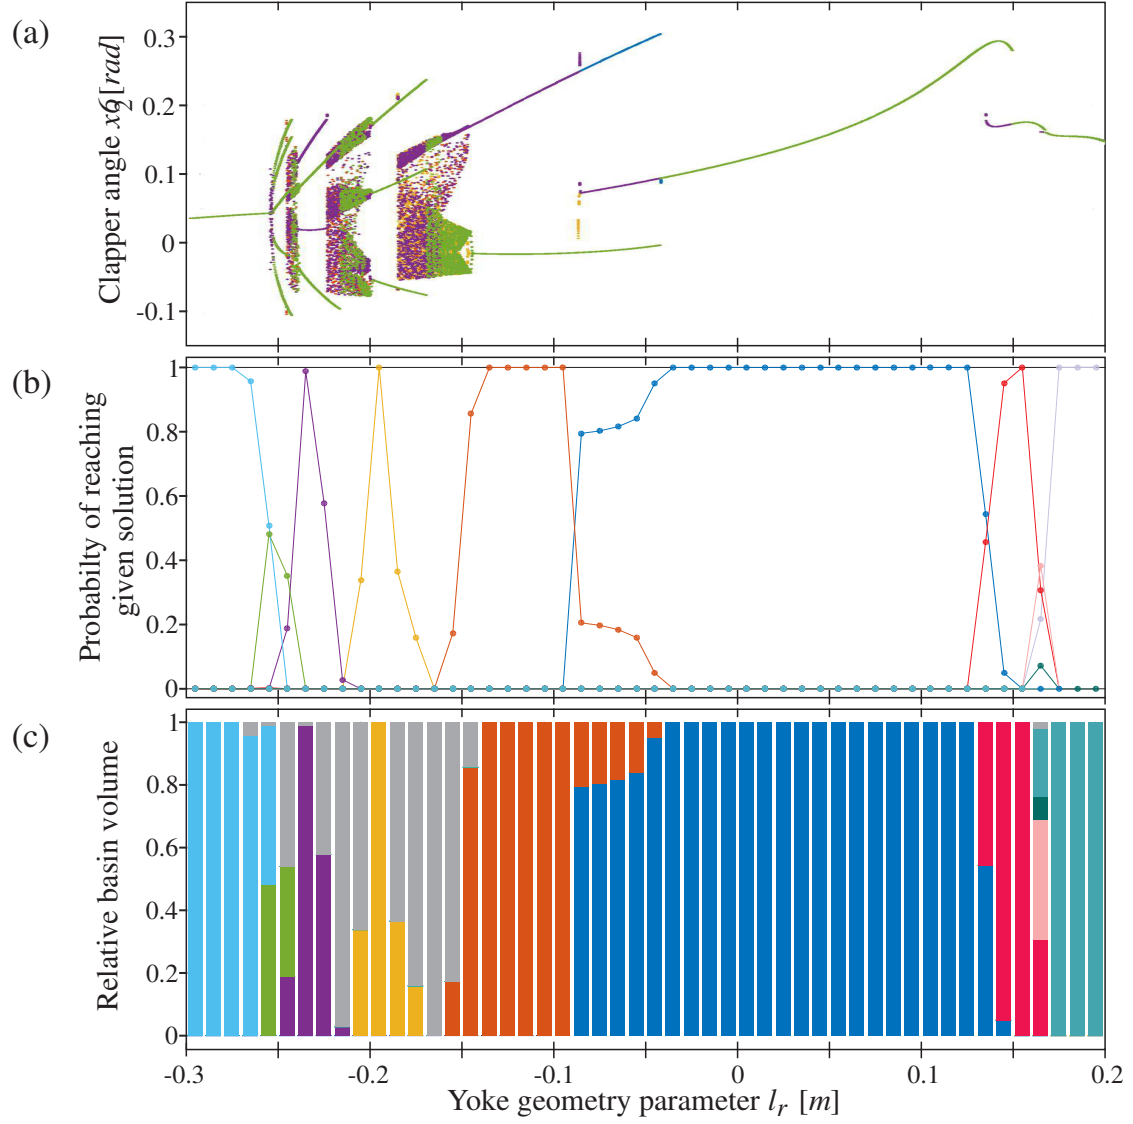 (a)
Clapper angle x2 [rad]
0.3
0.2
0.1
0
-0.1
(b)
Probabilty of reaching
given solution
1
0.8
0.6
0.4
0.2
0
(c)
Relative basin volume
1
0.8
0.6
0.4
0.2
0
-0.3 -0.2 -0.1 0 0.1 0.2
Yoke geometry parameter lr [m]